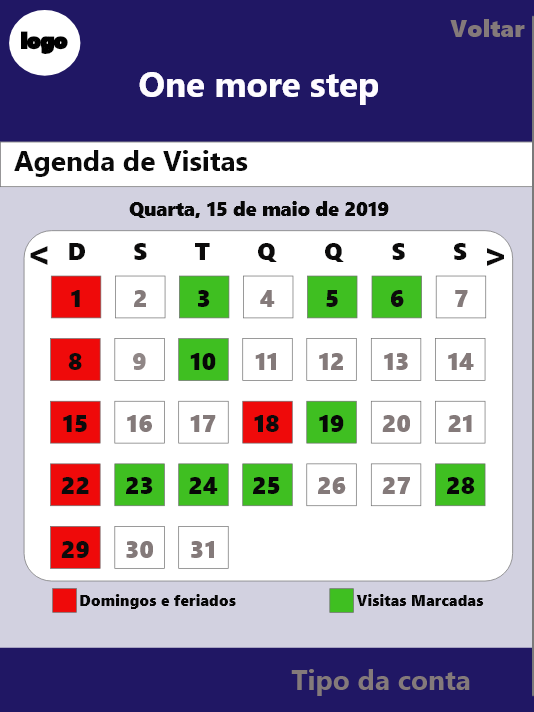 logo
Voltar
One more step
Agenda de Visitas
Quarta, 15 de maio de 2019
< D S T Q Q S S >
1 2 3 4 5 6 7
8 9 10 11 12 13 14
15 16 17 18 19 20 21
22 23 24 25 26 27 28
29 30 31
Domingos e feriados Visitas Marcadas
Tipo da conta